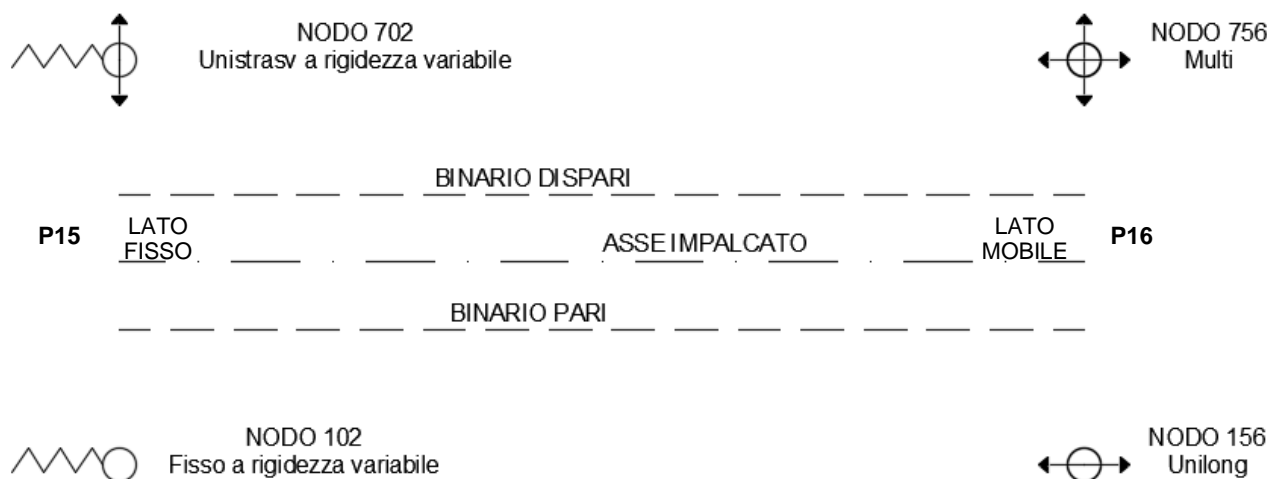 NODO 702
Unistrasv a rigidezza variabile
NODO 756
Multi
BINARIO DISPARI
P15
LATO
FISSO
ASSE IMPALCATO
LATO
MOBILE
P16
BINARIO PARI
NODO 102
Fisso a rigidezza variabile
NODO 156
Unilong